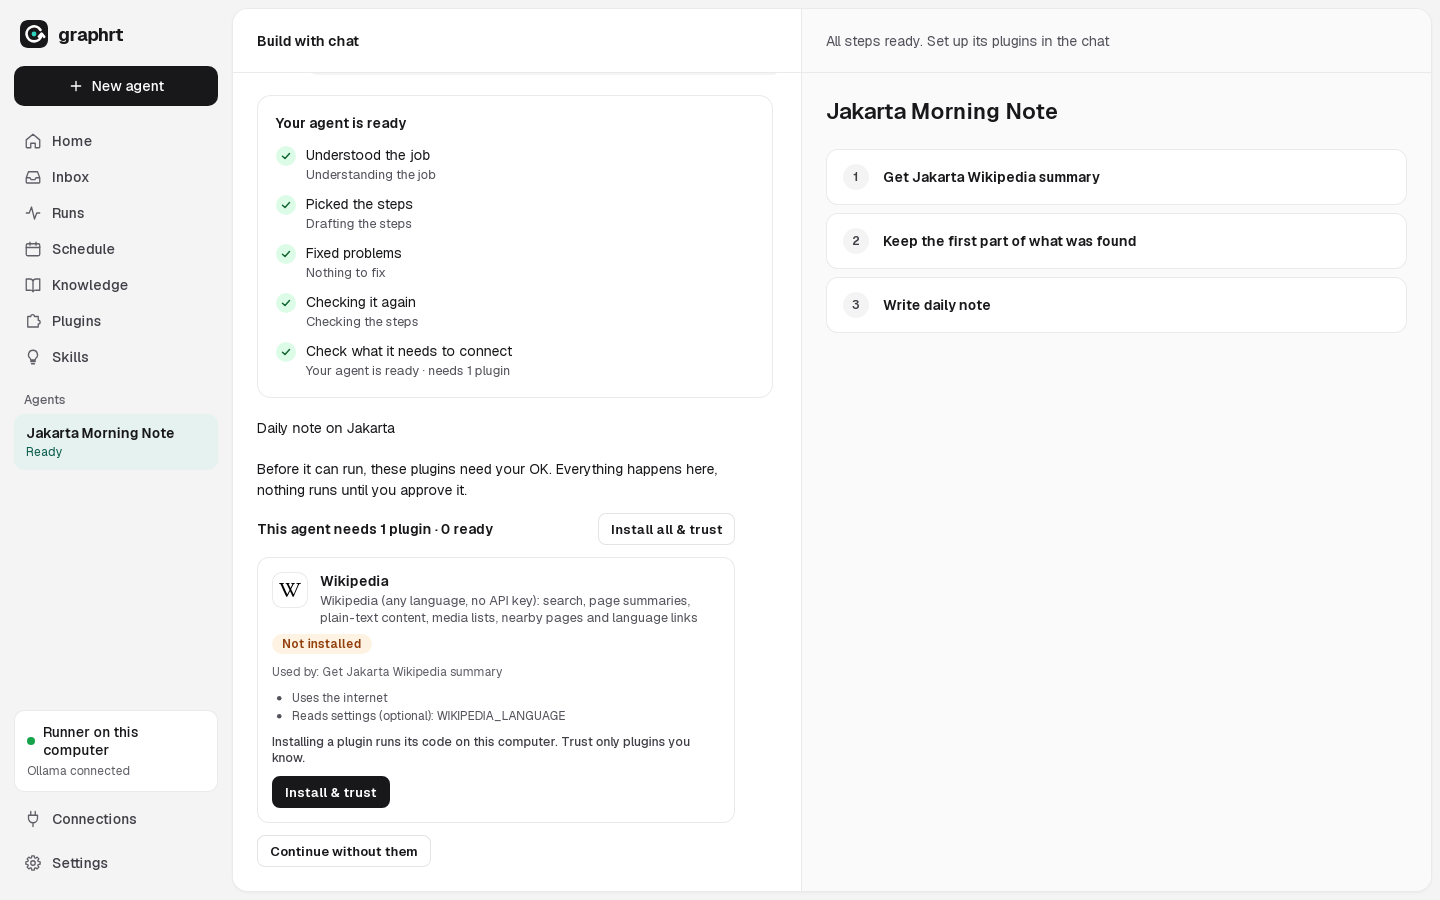 graphrt
New agent
Home
Inbox
Runs
Schedule
Knowledge
Plugins
Skills
Agents
Jakarta Morning Note
Ready
Runner on this
computer
Ollama connected
Connections
Settings
Build with chat
Your agent is ready
Understood the job
Understanding the job
Picked the steps
Drafting the steps
Fixed problems
Nothing to fix
Checking it again
Checking the steps
Check what it needs to connect
Your agent is ready · needs 1 plugin
Daily note on Jakarta
Before it can run, these plugins need your OK. Everything happens here,
nothing runs until you approve it.
This agent needs 1 plugin · 0 ready
Install all & trust
W
Wikipedia
Wikipedia (any language, no API key): search, page summaries,
plain-text content, media lists, nearby pages and language links
Not installed
Used by: Get Jakarta Wikipedia summary
• Uses the internet
• Reads settings (optional): WIKIPEDIA_LANGUAGE
Installing a plugin runs its code on this computer. Trust only plugins you
know.
Install & trust
Continue without them
All steps ready. Set up its plugins in the chat
Jakarta Morning Note
1 Get Jakarta Wikipedia summary
2 Keep the first part of what was found
3 Write daily note